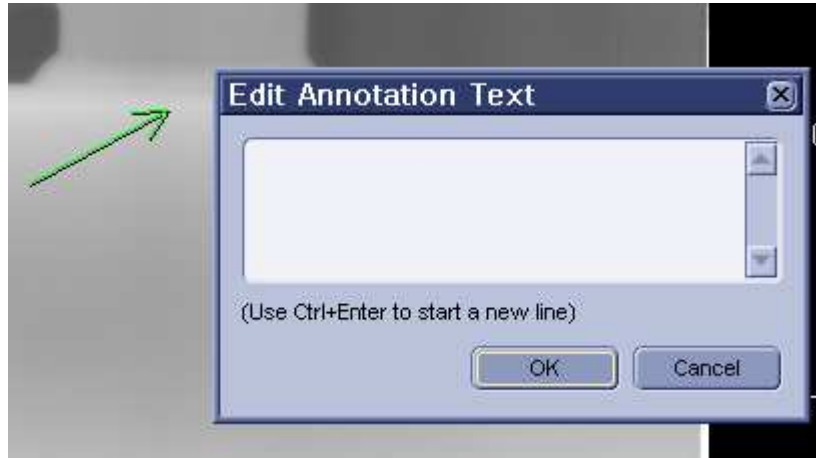 Edit Annotation Text
(Use Ctrl+Enter to start a new line)
OK
Cancel